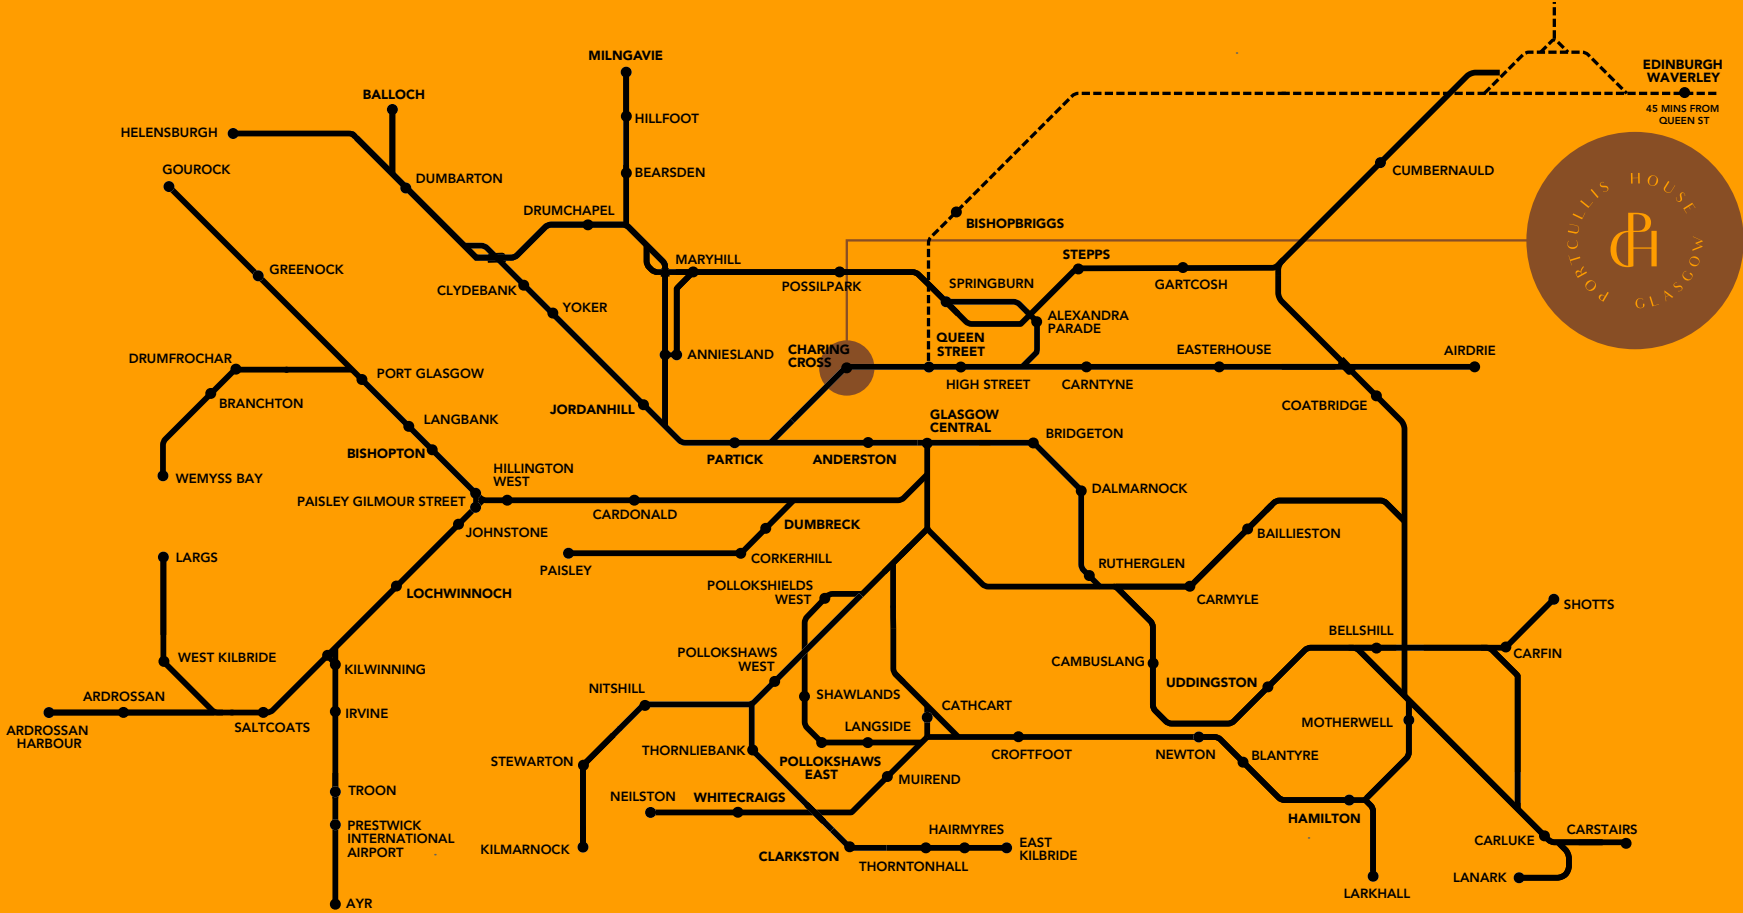 MILNGAVIE
EDINBURGH
WAVERLEY
BALLOCH
45 MINS FROM
QUEEN ST
HILLFOOT
HELENSBURGH
GOUROCK
BEARSDEN
CUMBERNAULD
DUMBARTON
PORTCULLIS HOUSE
GLASGOW
PH
DRUMCHAPEL
BISHOPBRIGGS
STEPPS
MARYHILL
GREENOCK
GARTCOSH
SPRINGBURN
POSSILPARK
CLYDEBANK
YOKER
ALEXANDRA
PARADE
QUEEN
STREET
CHARING
CROSS
EASTERHOUSE
AIRDRIE
ANNIESLAND
DRUMFROCHAR
PORT GLASGOW
HIGH STREET
CARNTYNE
BRANCHTON
COATBRIDGE
JORDANHILL
LANGBANK
GLASGOW
CENTRAL
BRIDGETON
BISHOPTON
PARTICK
ANDERSTON
WEMYSS BAY
HILLINGTON
WEST
DALMARNOCK
PAISLEY GILMOUR STREET
CARDONALD
DUMBRECK
JOHNSTONE
BAILLIESTON
LARGS
PAISLEY
CORKERHILL
RUTHERGLEN
POLLOKSHIELDS
WEST
LOCHWINNOCH
CARMYLE
SHOTTS
BELLSHILL
WEST KILBRIDE
POLLOKSHAWS
WEST
CARFIN
KILWINNING
CAMBUSLANG
UDDINGSTON
NITSHILL
ARDROSSAN
SHAWLANDS
CATHCART
IRVINE
MOTHERWELL
ARDROSSAN
HARBOUR
SALTCOATS
LANGSIDE
THORNLIEBANK
CROFTFOOT
NEWTON
BLANTYRE
STEWARTON
POLLOKSHAWS
EAST
MUIREND
TROON
NEILSTON
WHITECRAIGS
HAMILTON
PRESTWICK
INTERNATIONAL
AIRPORT
HAIRMYRES
CARSTAIRS
EAST
KILBRIDE
CARLUKE
KILMARNOCK
CLARKSTON
THORNTONHALL
LANARK
LARKHALL
AYR